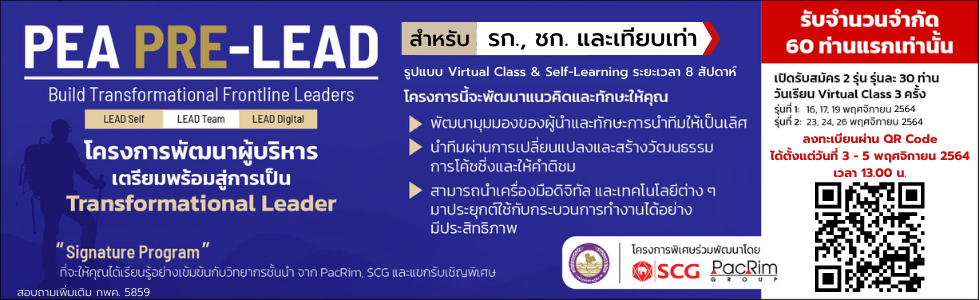 PEA PRE-LEAD
Build Transformational Frontline Leaders
LEAD Self LEAD Team LEAD Digital
โครงการพัฒนาผู้บริหาร
เตรียมพร้อมสู่การเป็น
Transformational Leader
“Signature Program”
ที่จะให้คุณได้เรียนรู้อย่างเข้มข้นกับวิทยากรชั้นนำ จาก PacRim, SCG และแขกรับเชิญพิเศษ
สอบถามเพิ่มเติม กพค. 5859
สำหรับ รก., ชก. และเทียบเท่า
รูปแบบ Virtual Class & Self-Learning ระยะเวลา 8 สัปดาห์
โครงการนี้จะพัฒนาแนวคิดและทักษะให้คุณ
พัฒนามุมมองของผู้นำและทักษะการนำทีมให้เป็นเลิศ
นำทีมผ่านการเปลี่ยนแปลงและสร้างวัฒนธรรม
การโค้ชชิ่งและให้คำติชม
สามารถนำเครื่องมือดิจิทัล และเทคโนโลยีต่าง ๆ
มาประยุกต์ใช้กับกระบวนการทำงานได้อย่าง
มีประสิทธิภาพ
โครงการพิเศษร่วมพัฒนาโดย
SCG
PacRim
GROUP
รับจำนวนจำกัด
60 ท่านแรกเท่านั้น
เปิดรับสมัคร 2 รุ่น รุ่นละ 30 ท่าน
วันเรียน Virtual Class 3 ครั้ง
รุ่นที่ 1: 16, 17, 19 พฤศจิกายน 2564
รุ่นที่ 2: 23, 24, 26 พฤศจิกายน 2564
ลงทะเบียนผ่าน QR Code
ได้ตั้งแต่วันที่ 3 - 5 พฤศจิกายน 2564
เวลา 13.00 น.